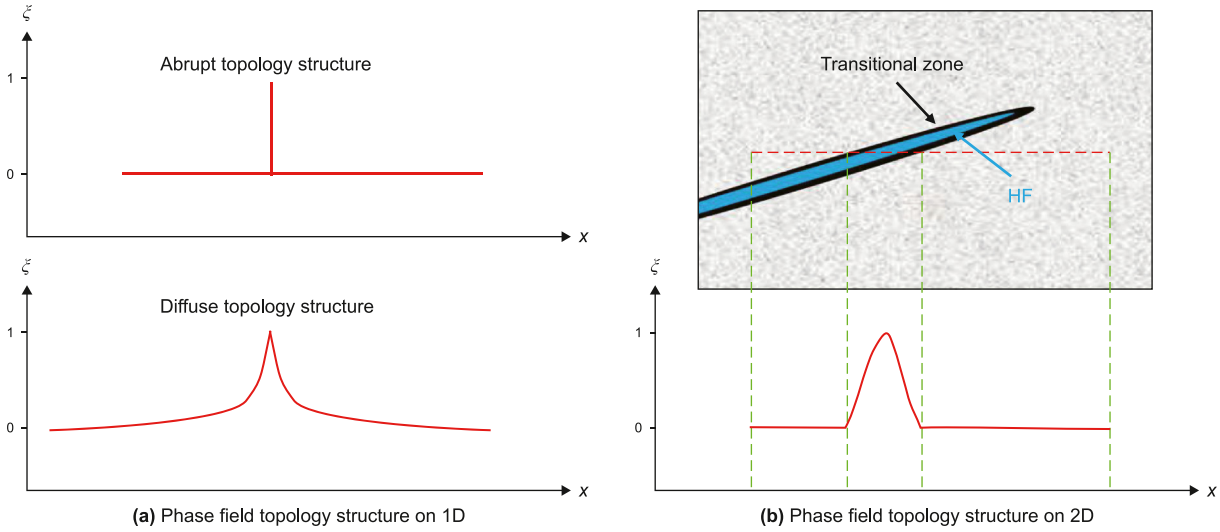 ξ
Abrupt topology structure
1
0
x
ξ
Diffuse topology structure
1
0
x
(a) Phase field topology structure on 1D
Transitional zone
HF
ξ
1
0
x
(b) Phase field topology structure on 2D